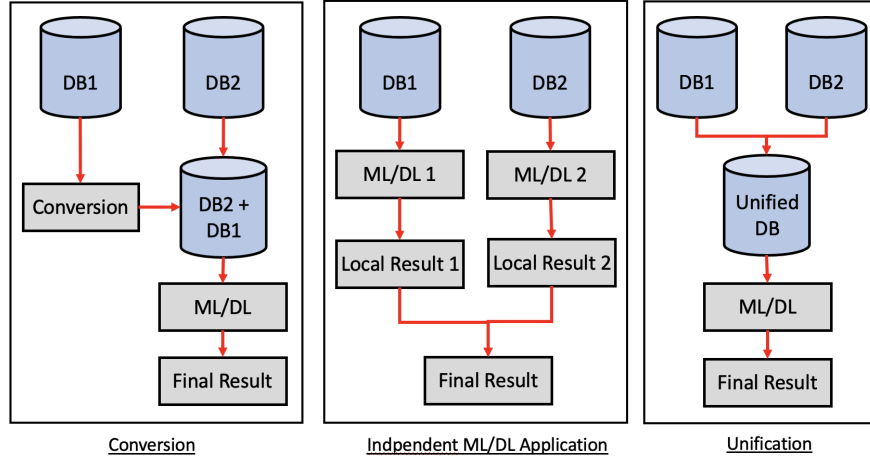 DB1
DB2
Conversion
DB2 +
DB1
ML/DL
Final Result
Conversion
DB1
DB2
ML/DL 1
ML/DL 2
Local Result 1
Local Result 2
Final Result
Indpendent ML/DL Application
DB1
DB2
Unified
DB
ML/DL
Final Result
Unification